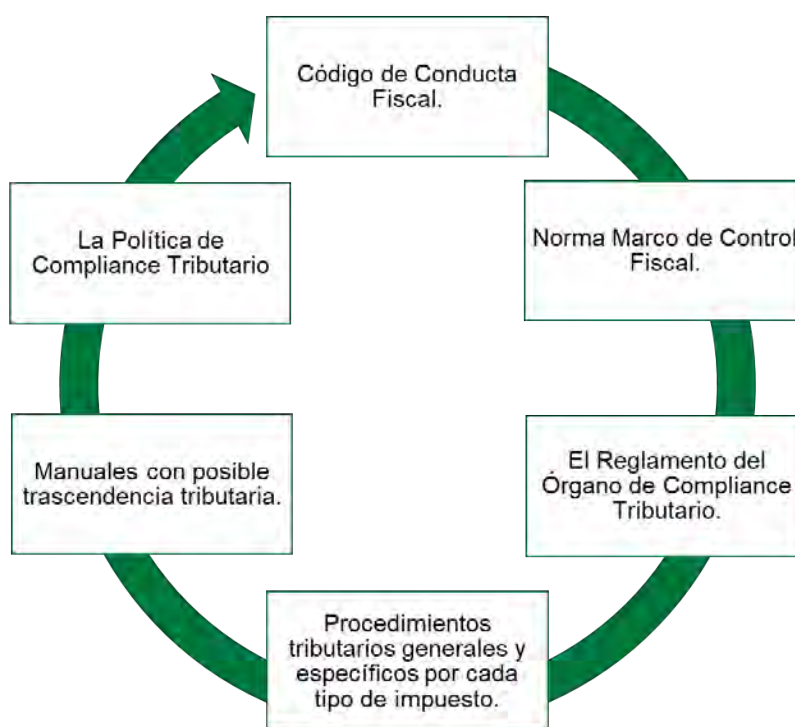 Código de Conducta
Fiscal.
Norma Marco de Control
Fiscal.
El Reglamento del
Órgano de Compliance
Tributario.
Procedimientos
tributarios generales y
específicos por cada
tipo de impuesto.
Manuales con posible
trascendencia tributaria.
La Política de
Compliance Tributario